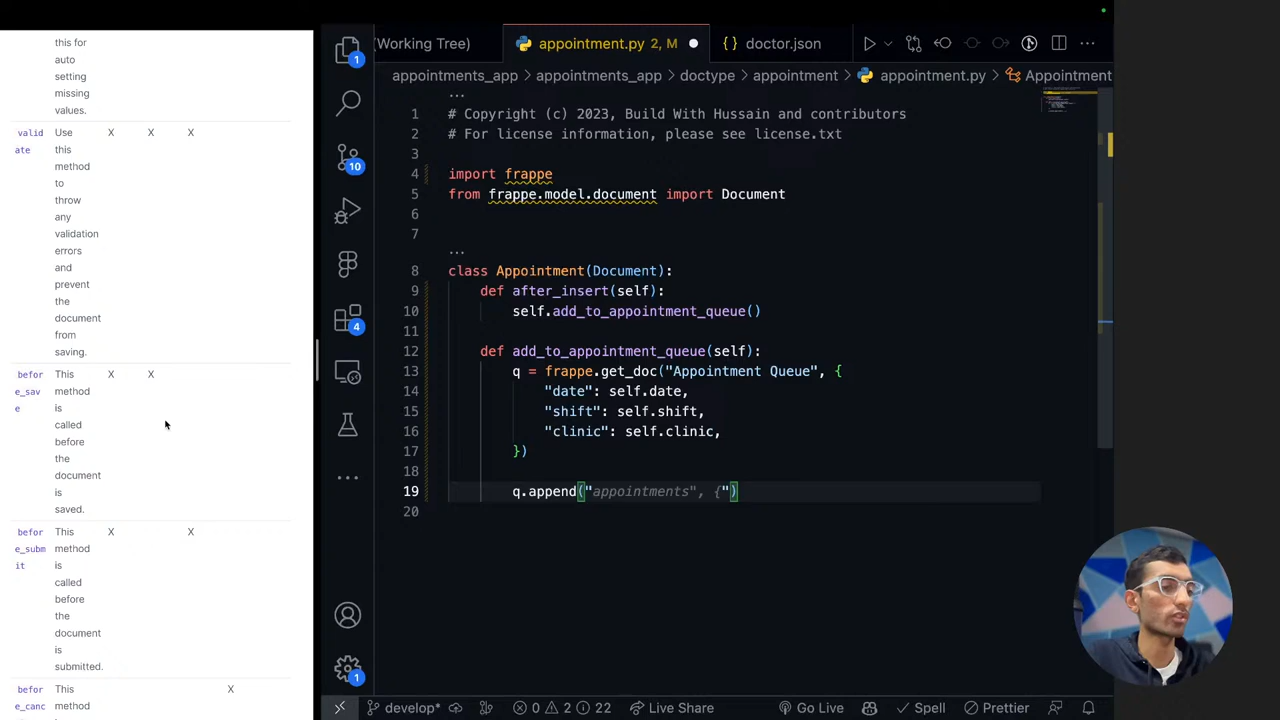 this for
auto
setting
missing
values.
valid
ate
Use
this
method
to
throw
any
validation
errors
and
prevent
the
document
from
saving.
X X X
befor
e_sav
e
This
method
is
called
before
the
document
is
saved.
X X
befor
e_subm
it
This
method
is
called
before
the
document
is
submitted.
X X
befor
e_canc
This
method
X
(Working Tree)
appointment.py 2, M
{} doctor.json
appointments_app > appointments_app > doctype > appointment > appointment.py > Appointment
1 # Copyright (c) 2023, Build With Hussain and contributors
2 # For license information, please see license.txt
3
4 import frappe
5 from frappe.model.document import Document
6
7
8 class Appointment(Document):
9 def after_insert(self):
10 self.add_to_appointment_queue()
11
12 def add_to_appointment_queue(self):
13 q = frappe.get_doc("Appointment Queue", {
14 "date": self.date,
15 "shift": self.shift,
16 "clinic": self.clinic,
17 })
18
19 q.append("appointments", {")
20
1
10
4
1
develop* 0 2 22 Live Share Go Live Spell Prettier